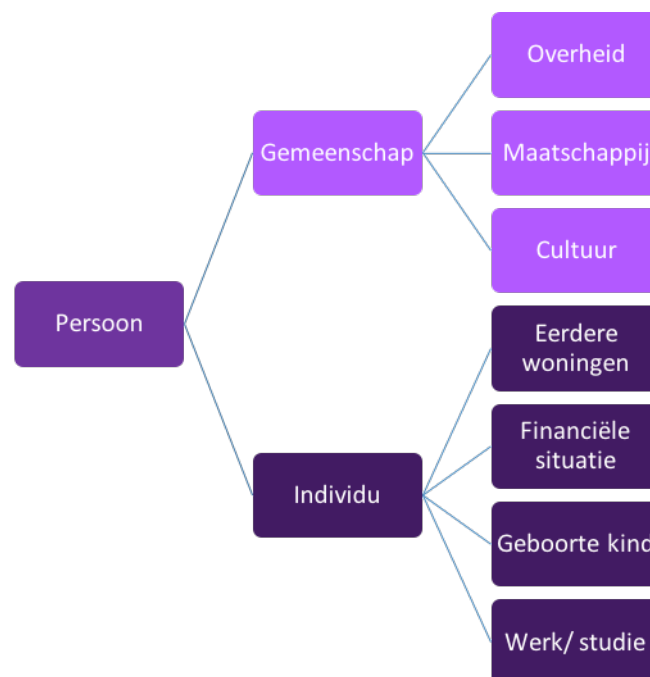 Overheid
Gemeenschap
Maatschappij
Cultuur
Persoon
Eerdere
woningen
Financiële
situatie
Individu
Geboorte kind
Werk/ studie